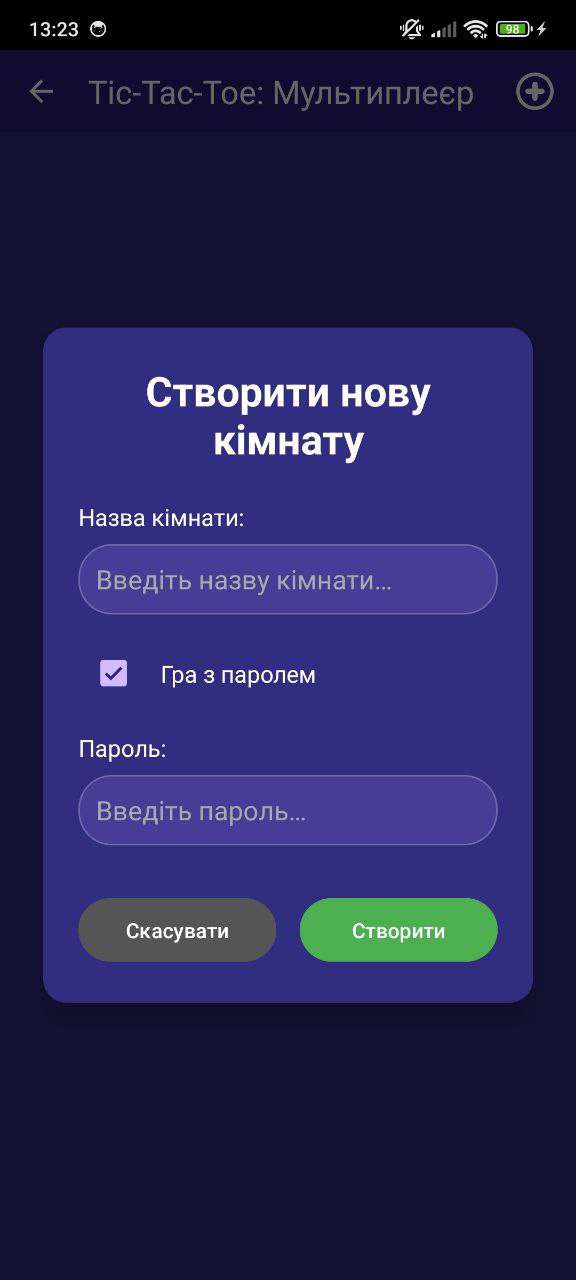 13:23
98
Tic-Tac-Toe: Мультиплеєр
Створити нову
кімнату
Назва кімнати:
Введіть назву кімнати...
Гра з паролем
Пароль:
Введіть пароль...
Скасувати Створити